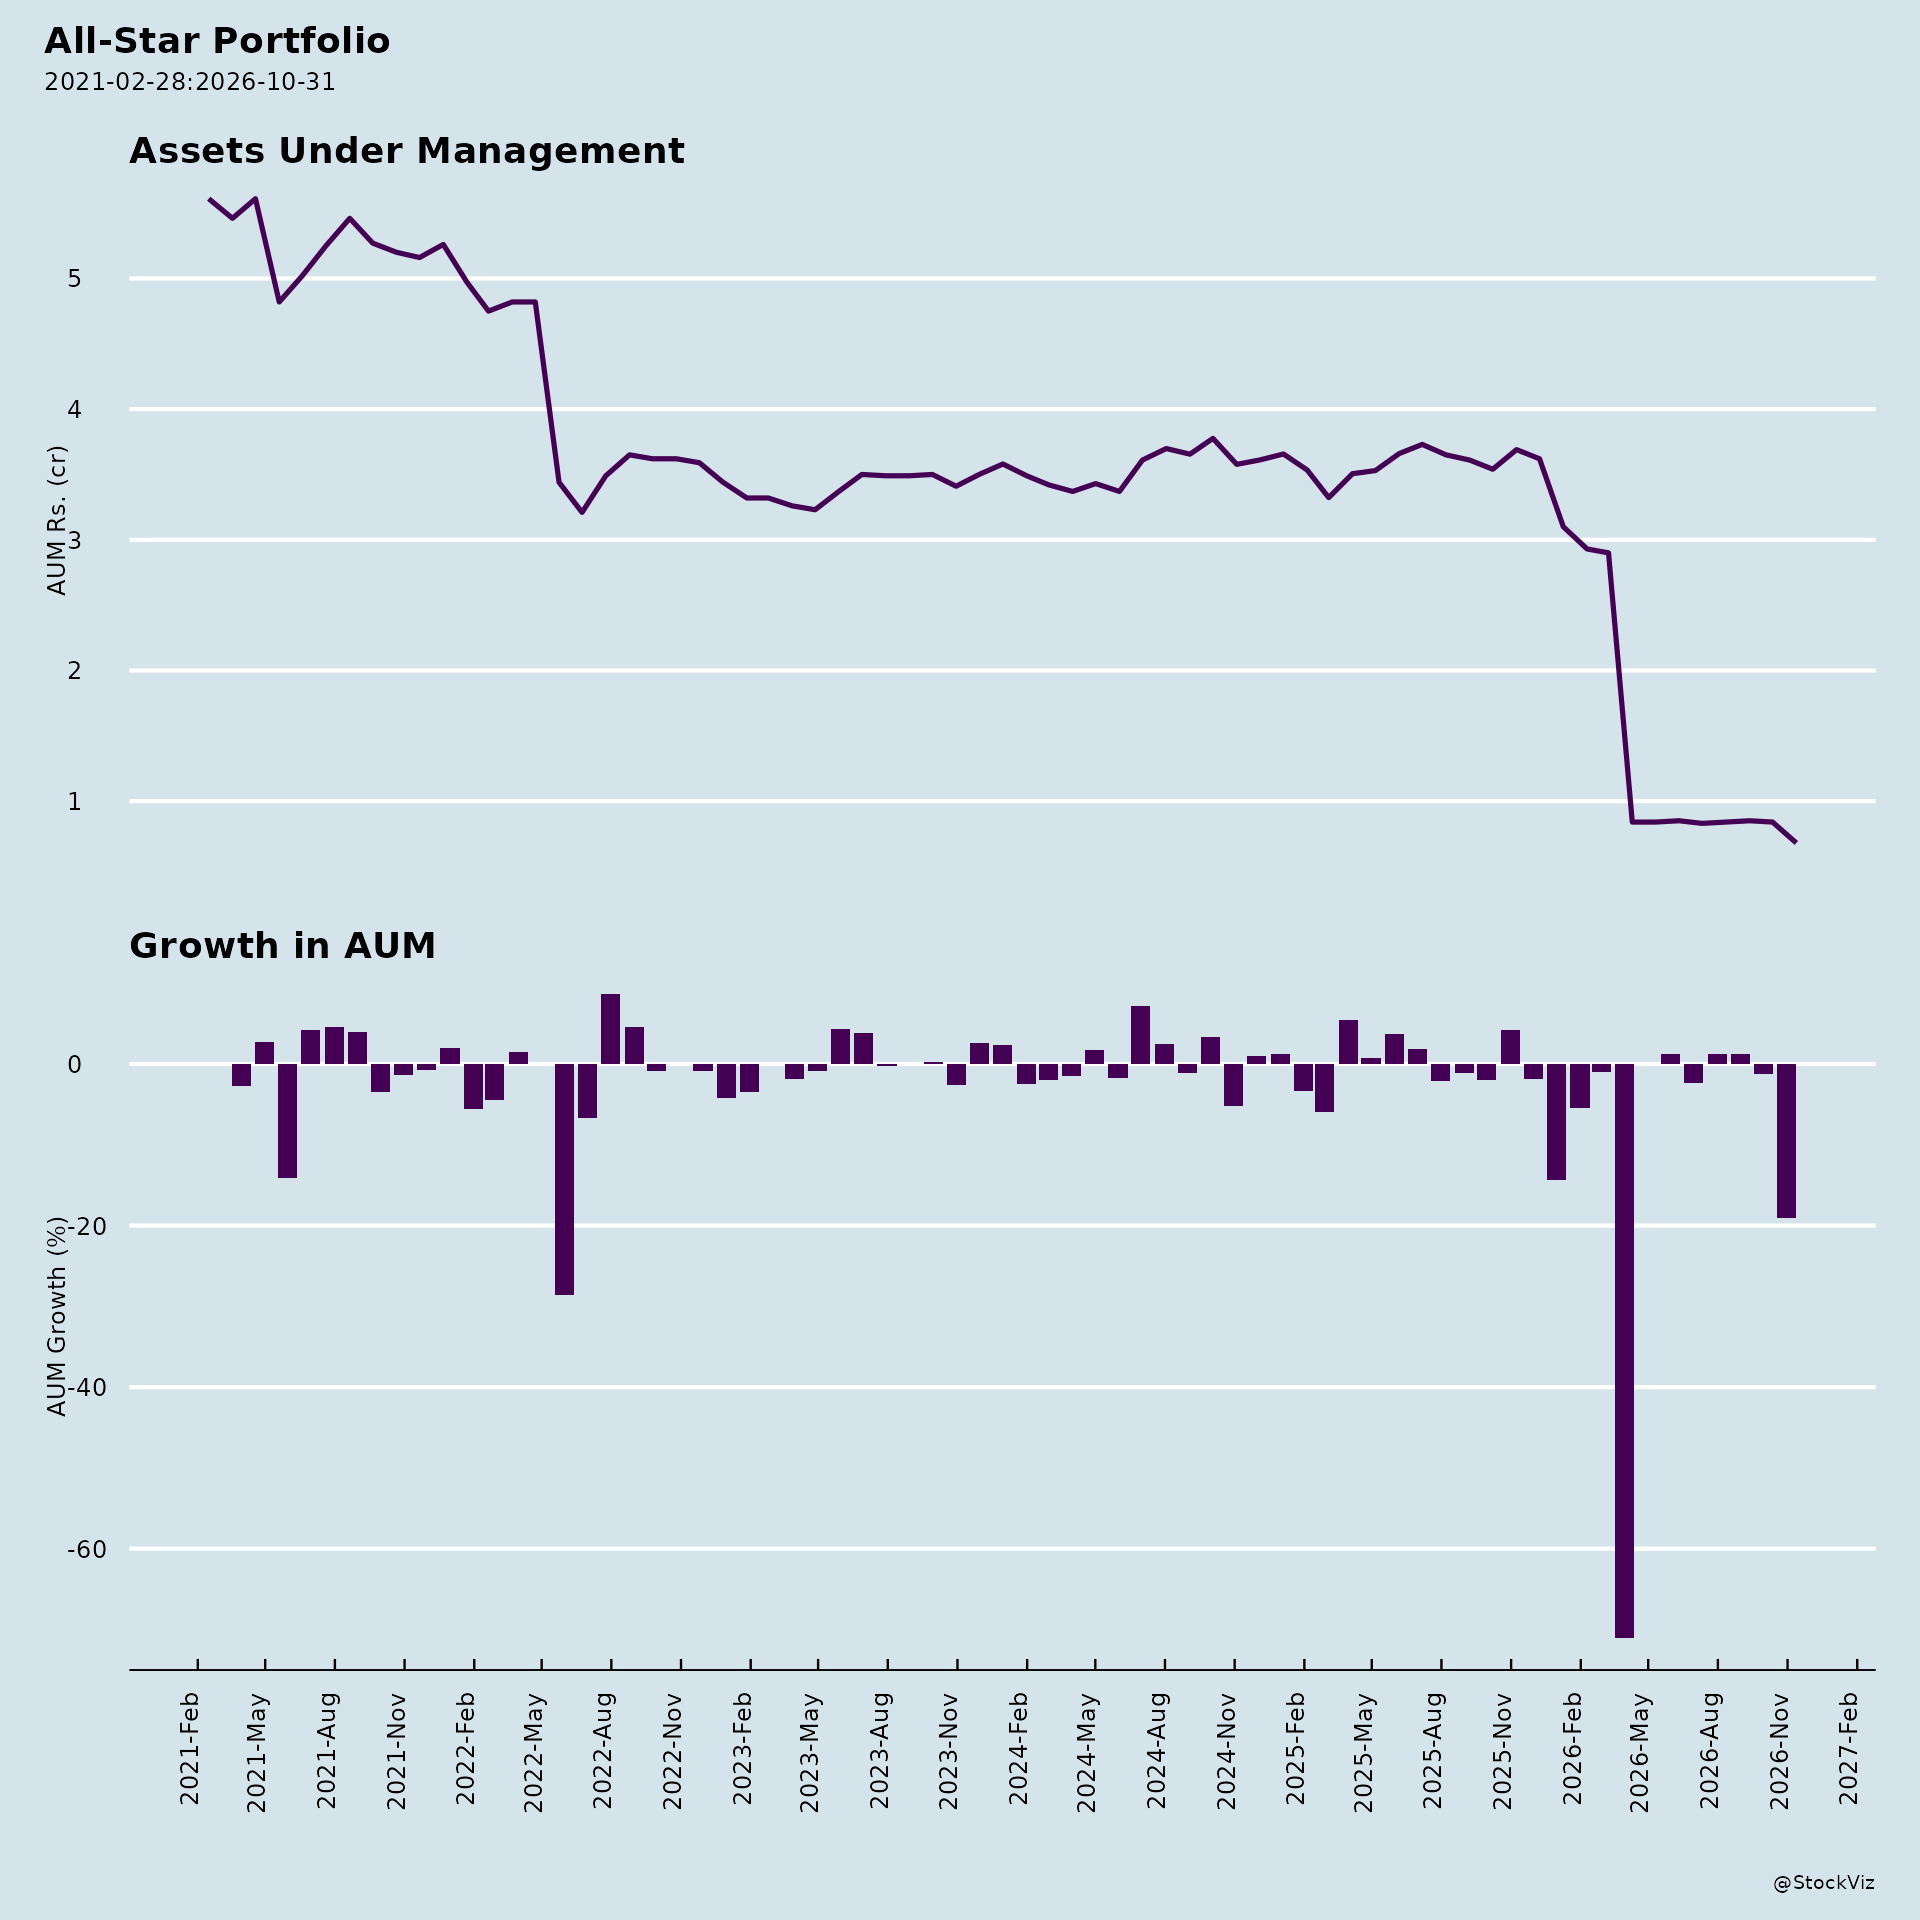 All-Star Portfolio
2021-02-28:2026-10-31
Assets Under Management
AUM Rs. (cr)
5
4
3
2
1
Growth in AUM
AUM Growth (%)
0
-20
-40
-60
2021-Feb
2021-May
2021-Aug
2021-Nov
2022-Feb
2022-May
2022-Aug
2022-Nov
2023-Feb
2023-May
2023-Aug
2023-Nov
2024-Feb
2024-May
2024-Aug
2024-Nov
2025-Feb
2025-May
2025-Aug
2025-Nov
2026-Feb
2026-May
2026-Aug
2026-Nov
2027-Feb
@StockViz